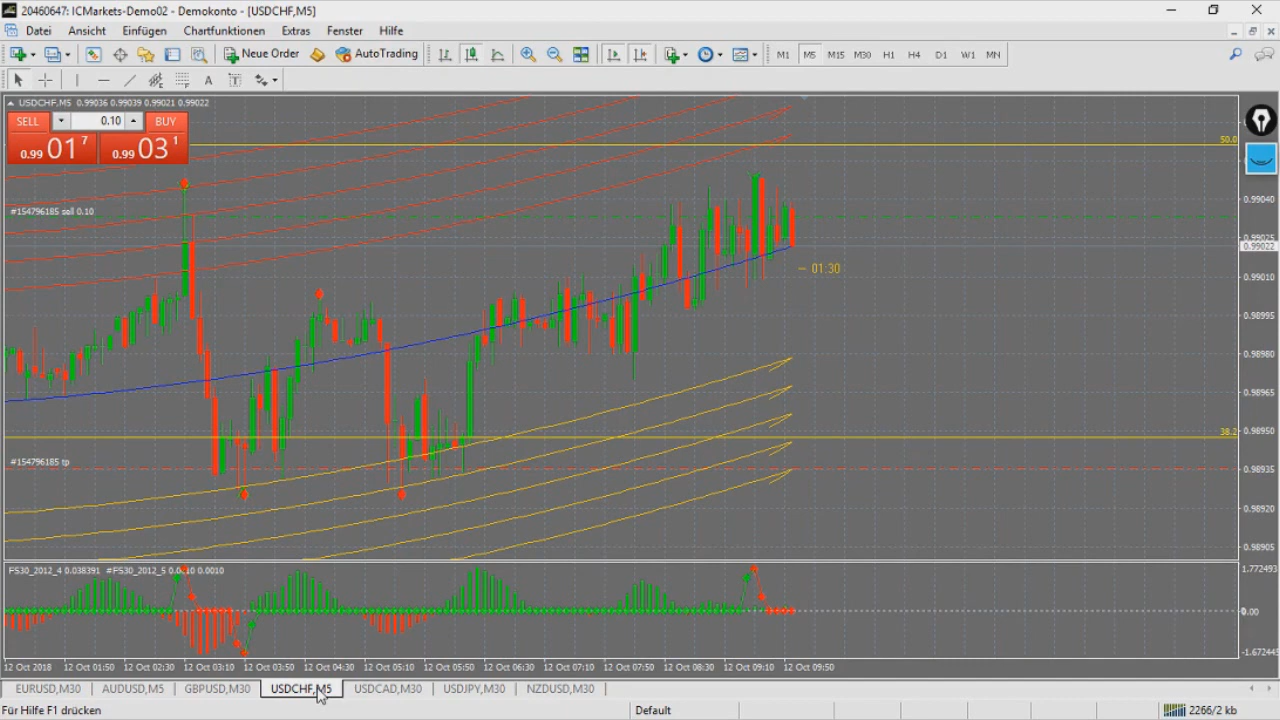 20460647: ICMarkets-Demo02 - Demokonto - [USDCHF,M5]
Datei Ansicht Einfügen Chartfunktionen Extras Fenster Hilfe
Neue Order AutoTrading M1 M5 M15 M30 H1 H4 D1 W1 MN
A T
USDCHF,M5 0.99036 0.99039 0.99021 0.99022
SELL 0.10 BUY
0.99 01 7 0.99 03 1
50.0
0.99040
#154796185 sell 0.10
0.99025
0.99022
01:30
0.99010
0.98995
0.98980
0.98965
38.2
0.98950
#154796185 tp
0.98935
0.98920
0.98905
FS30_2012_4 0.038391 #FS30_2012_5 0.0010 0.0010
1.772493
0.00
-1.672445
12 Oct 2018 12 Oct 01:50 12 Oct 02:30 12 Oct 03:10 12 Oct 03:50 12 Oct 04:30 12 Oct 05:10 12 Oct 05:50 12 Oct 06:30 12 Oct 07:10 12 Oct 07:50 12 Oct 08:30 12 Oct 09:10 12 Oct 09:50
EURUSD,M30 AUDUSD,M5 GBPUSD,M30 USDCHF,M5 USDCAD,M30 USDJPY,M30 NZDUSD,M30
Für Hilfe F1 drücken Default 2266/2 kb